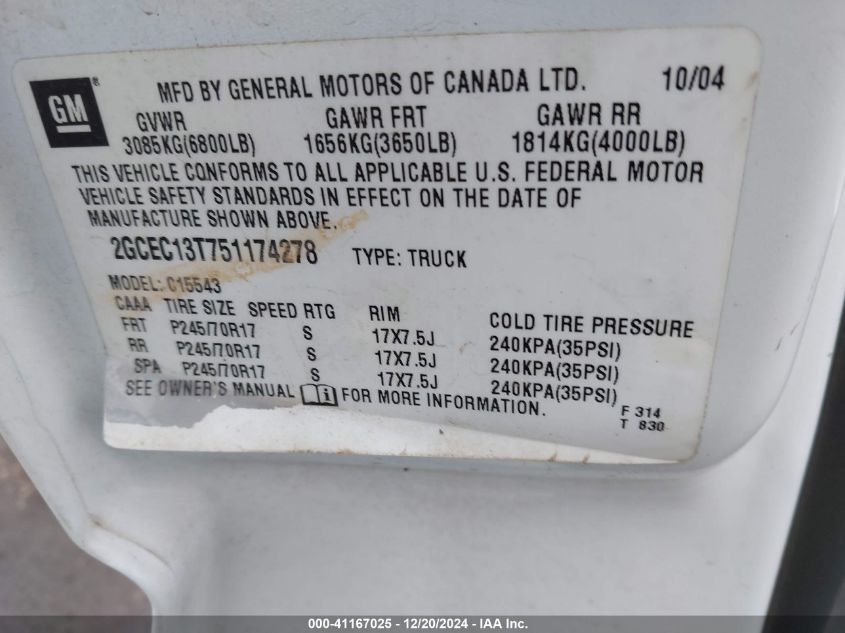 GM®
MFD BY GENERAL MOTORS OF CANADA LTD. 10/04
GVWR GAWR FRT GAWR RR
3085KG(6800LB) 1656KG(3650LB) 1814KG(4000LB)
THIS VEHICLE CONFORMS TO ALL APPLICABLE U.S. FEDERAL MOTOR
VEHICLE SAFETY STANDARDS IN EFFECT ON THE DATE OF
MANUFACTURE SHOWN ABOVE.
2GCEC13T751174278 TYPE: TRUCK
MODEL: C15543
CAAA TIRE SIZE SPEED RTG RIM COLD TIRE PRESSURE
FRT P245/70R17 S 17X7.5J 240KPA(35PSI)
RR P245/70R17 S 17X7.5J 240KPA(35PSI)
SPA P245/70R17 S 17X7.5J 240KPA(35PSI)
SEE OWNER'S MANUAL FOR MORE INFORMATION.
F 314
T 830
000-41167025 - 12/20/2024 - IAA Inc.